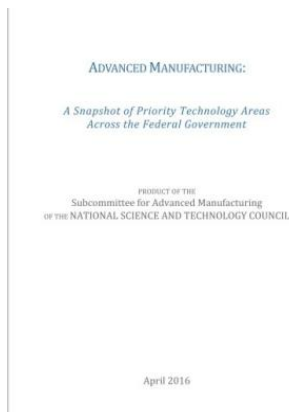 ADVANCED MANUFACTURING:
A Snapshot of Priority Technology Areas
Across the Federal Government
PRODUCT OF THE
Subcommittee for Advanced Manufacturing
OF THE NATIONAL SCIENCE AND TECHNOLOGY COUNCIL
April 2016